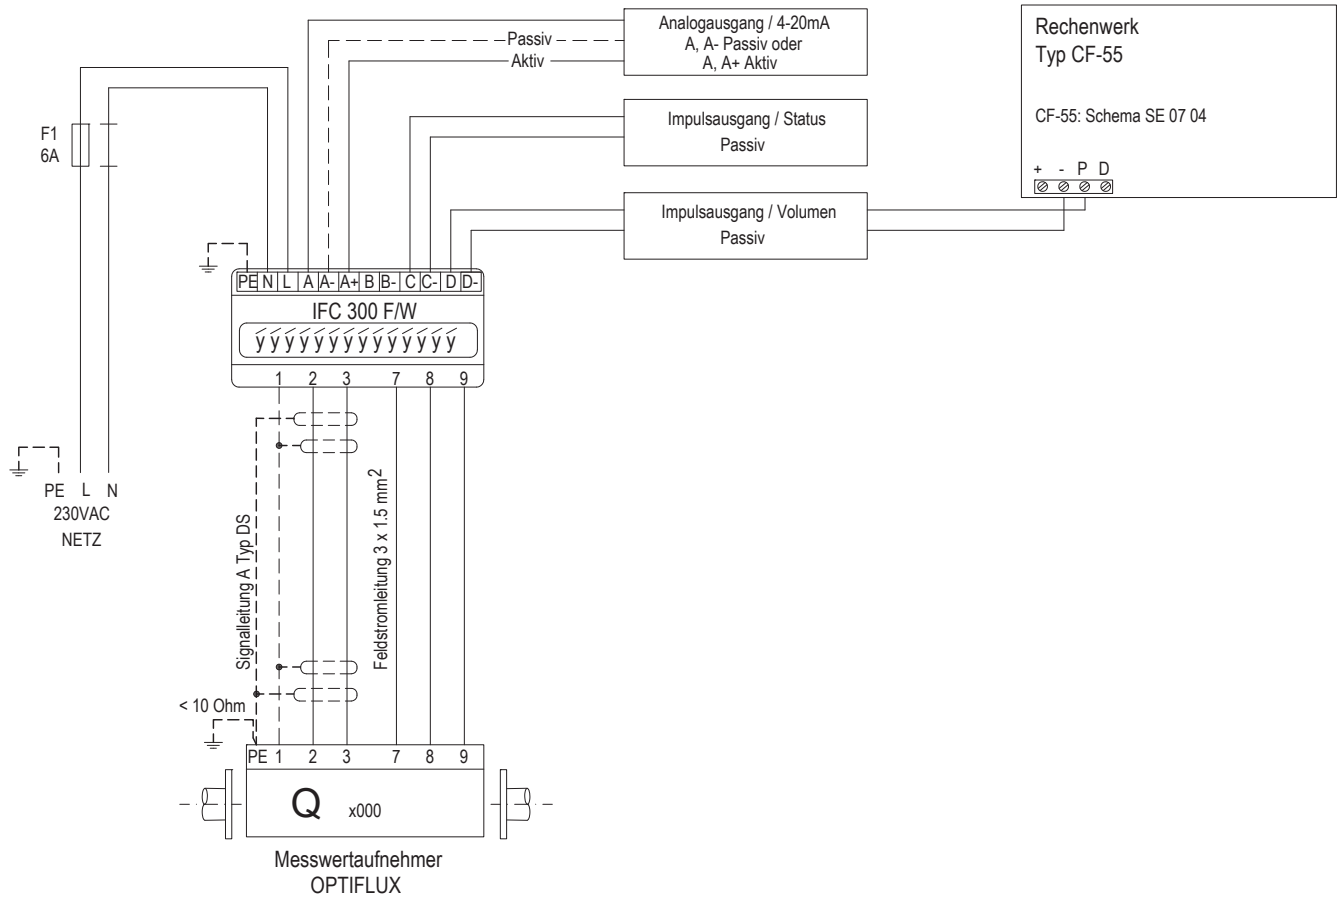 Analogausgang / 4-20mA
A, A- Passiv oder
A, A+ Aktiv
Passiv
Aktiv
Rechenwerk
Typ CF-55
CF-55: Schema SE 07 04
+ - P D
Impulsausgang / Status
Passiv
Impulsausgang / Volumen
Passiv
F1
6A
PE N L A A- A+ B B- C C- D D-
IFC 300 F/W
ý ý ý ý ý ý ý ý ý ý ý ý ý ý
1 2 3 7 8 9
PE L N
230VAC
NETZ
Signalleitung A Typ DS
Feldstromleitung 3 x 1.5 mm²
< 10 Ohm
PE 1 2 3 7 8 9
Q x000
Messwertaufnehmer
OPTIFLUX